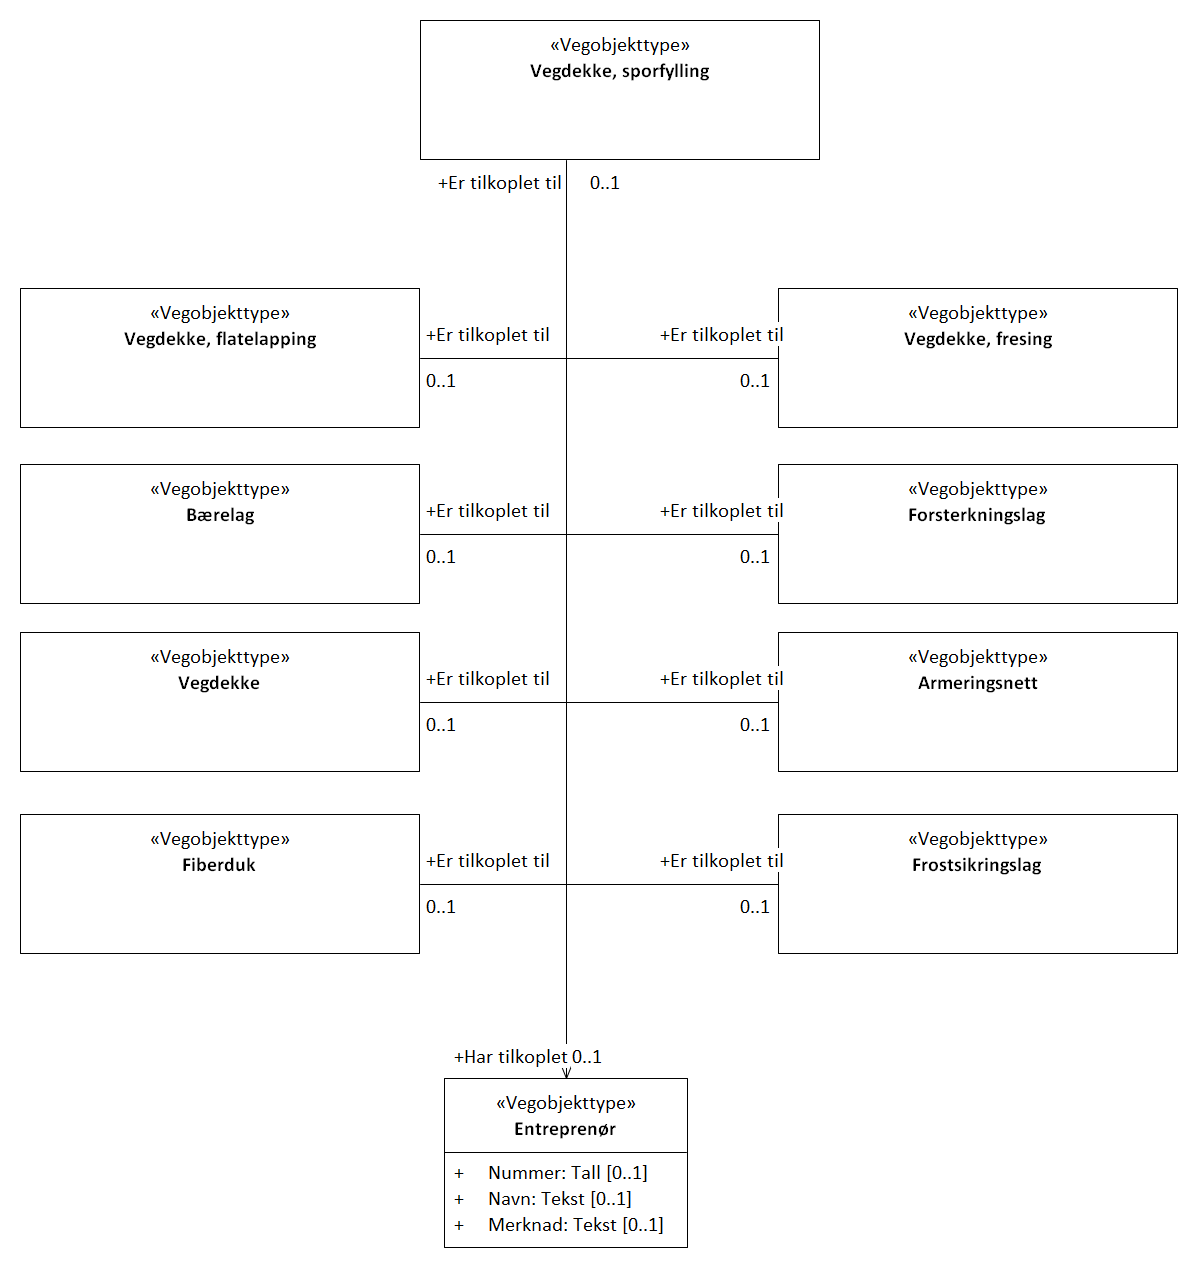 «Vegobjekttype»
Vegdekke, sporfylling
+Er tilkoplet til 0..1
«Vegobjekttype»
Vegdekke, flatelapping
+Er tilkoplet til
0..1
+Er tilkoplet til
0..1
«Vegobjekttype»
Vegdekke, fresing
«Vegobjekttype»
Bærelag
+Er tilkoplet til
0..1
+Er tilkoplet til
0..1
«Vegobjekttype»
Forsterkningslag
«Vegobjekttype»
Vegdekke
+Er tilkoplet til
0..1
+Er tilkoplet til
0..1
«Vegobjekttype»
Armeringsnett
«Vegobjekttype»
Fiberduk
+Er tilkoplet til
0..1
+Er tilkoplet til
0..1
«Vegobjekttype»
Frostsikringslag
+Har tilkoplet 0..1
«Vegobjekttype»
Entreprenør
+ Nummer: Tall [0..1]
+ Navn: Tekst [0..1]
+ Merknad: Tekst [0..1]